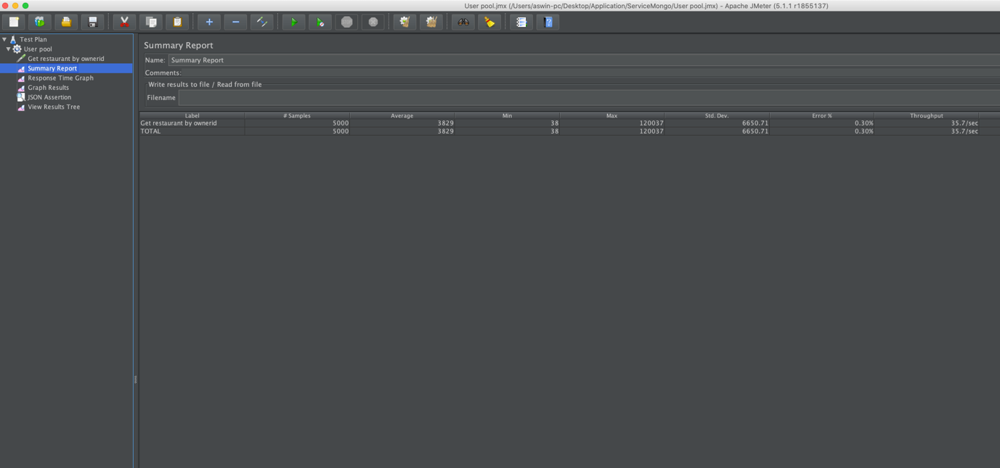 User pool.jmx (/Users/aswin-pc/Desktop/Application/ServiceMongo/User pool.jmx) - Apache JMeter (5.1.1 r1855137)
Test Plan
User pool
Get restaurant by ownerid
Summary Report
Response Time Graph
Graph Results
JSON Assertion
View Results Tree
Summary Report
Name: Summary Report
Comments:
Write results to file / Read from file
Filename
Label # Samples Average Min Max Std. Dev. Error % Throughput
Get restaurant by ownerid 5000 3829 38 120037 6650.71 0.30% 35.7/sec
TOTAL 5000 3829 38 120037 6650.71 0.30% 35.7/sec